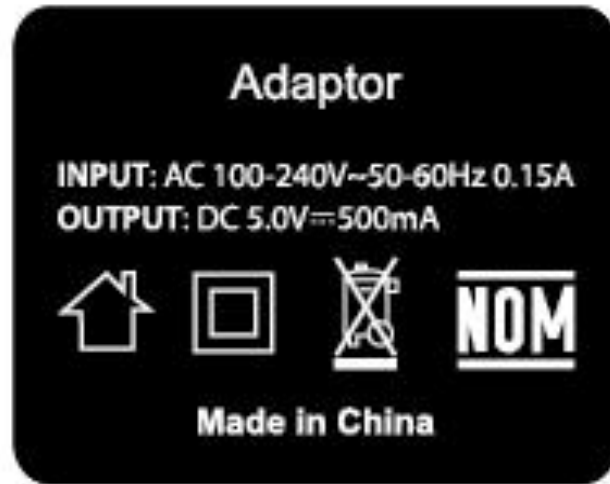 Adaptor
INPUT: AC 100-240V~50-60Hz 0.15A
OUTPUT: DC 5.0V⎓500mA
NOM
Made in China